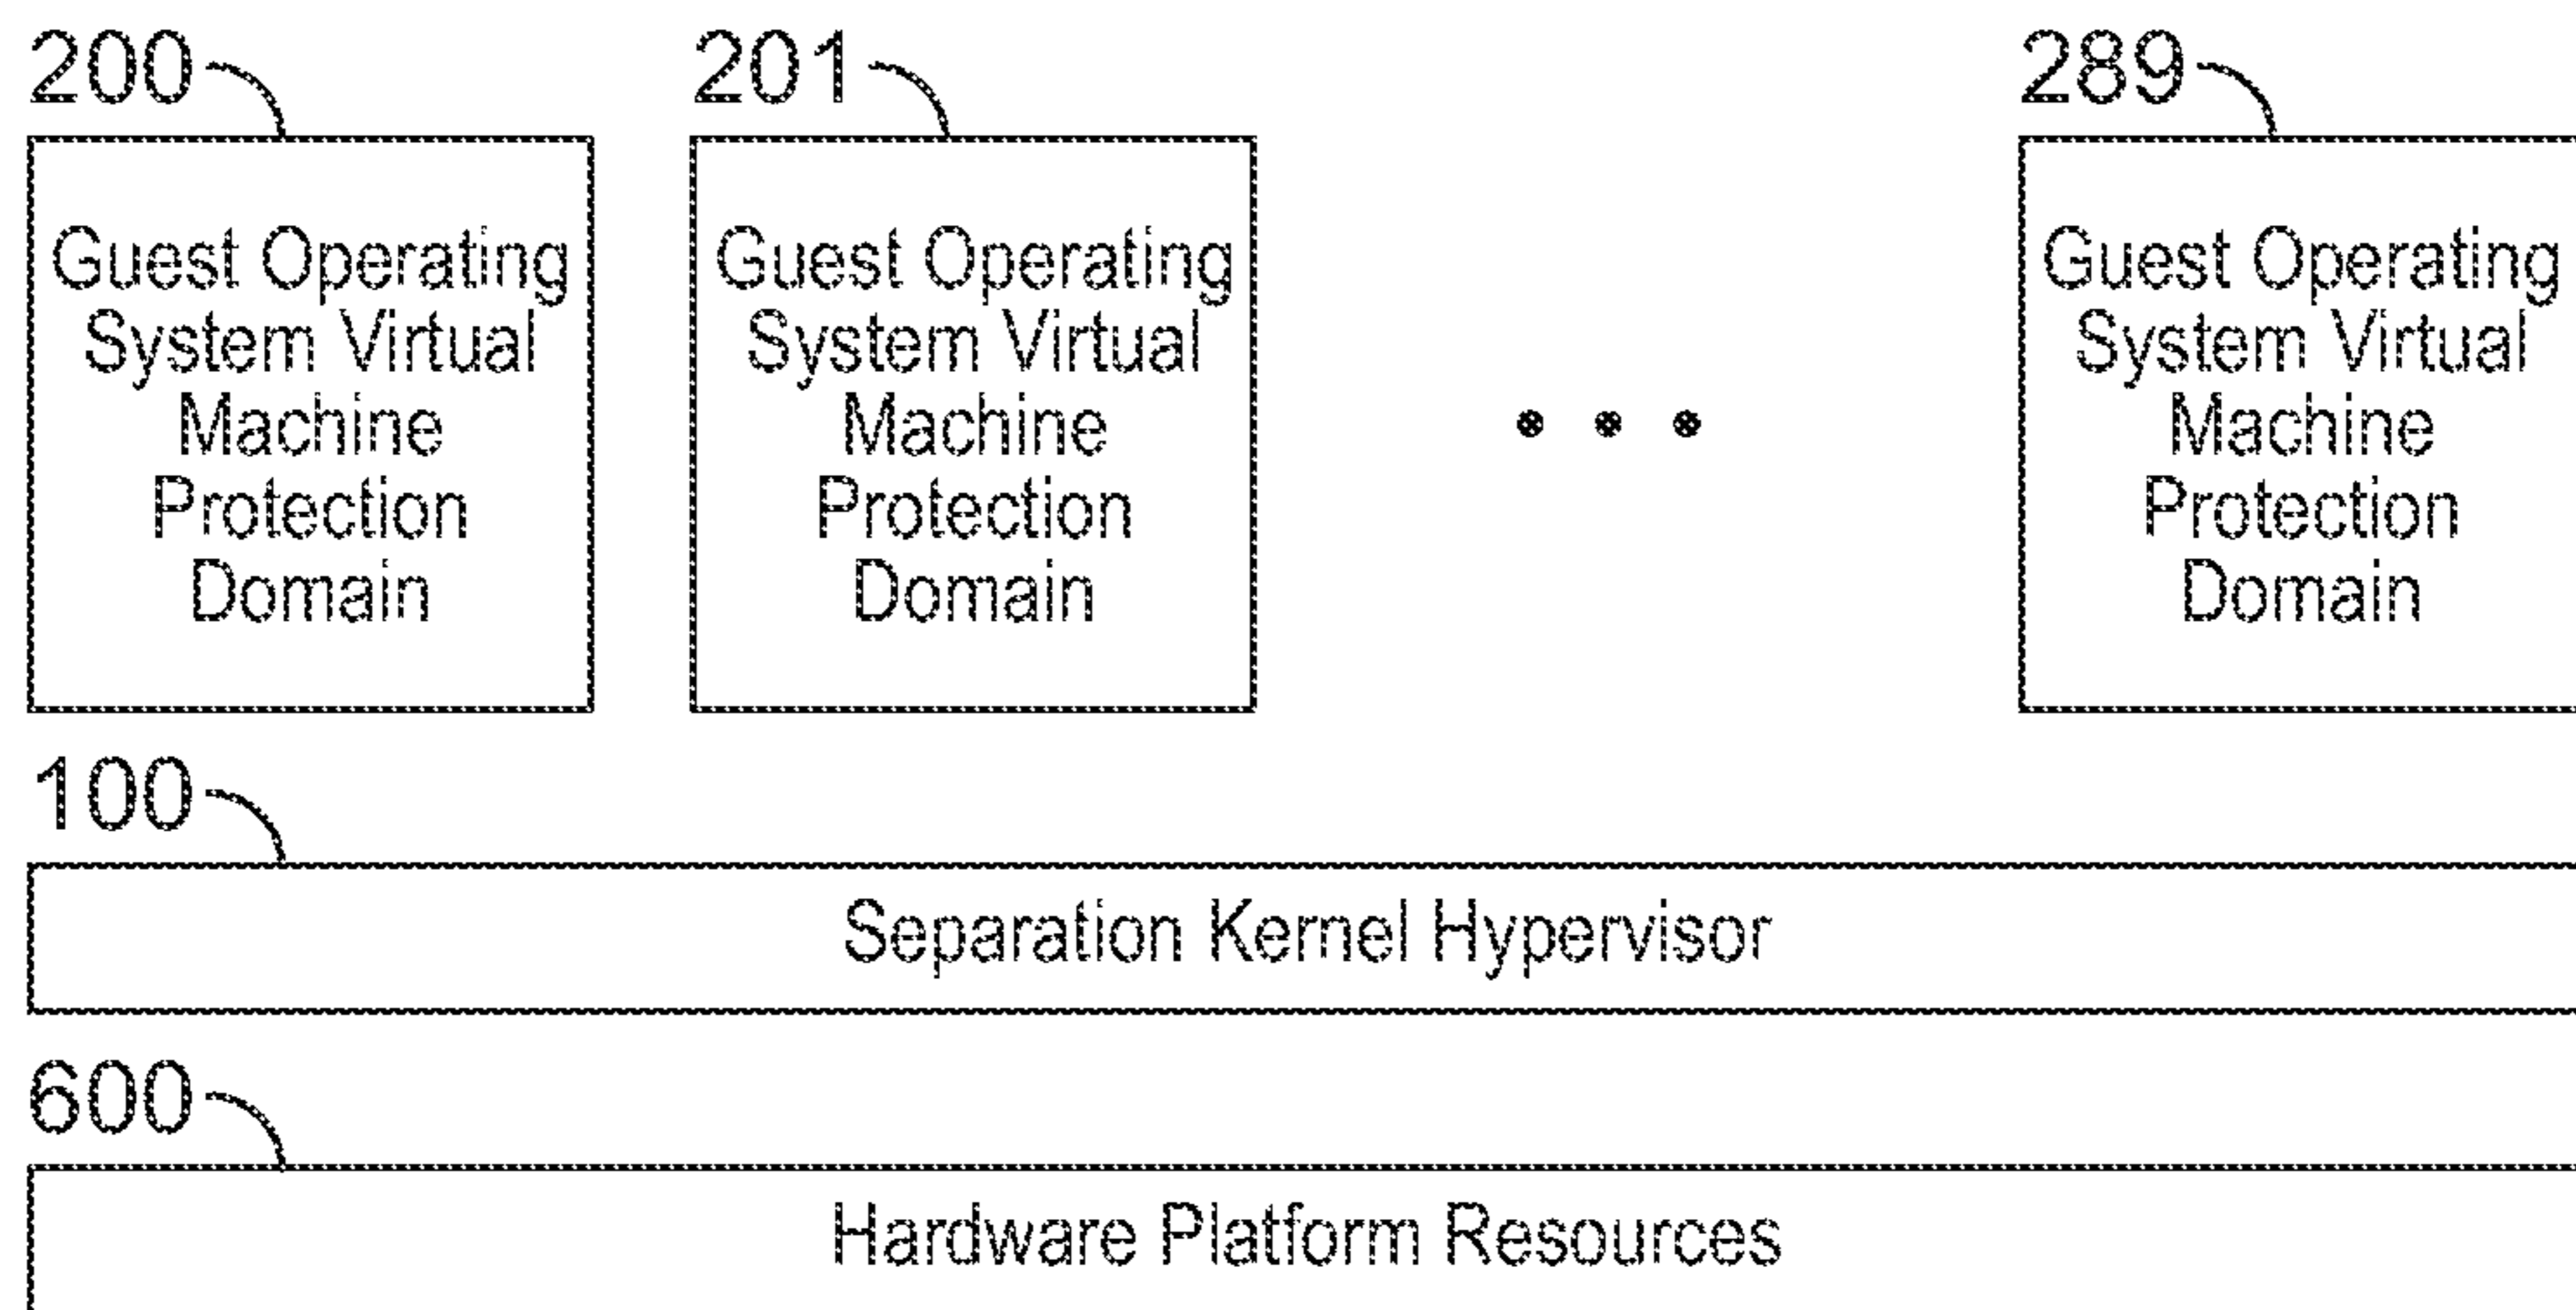 200
201
289
Guest Operating
System Virtual
Machine
Protection
Domain
Guest Operating
System Virtual
Machine
Protection
Domain
Guest Operating
System Virtual
Machine
Protection
Domain
100
Separation Kernel Hypervisor
600
Hardware Platform Resources